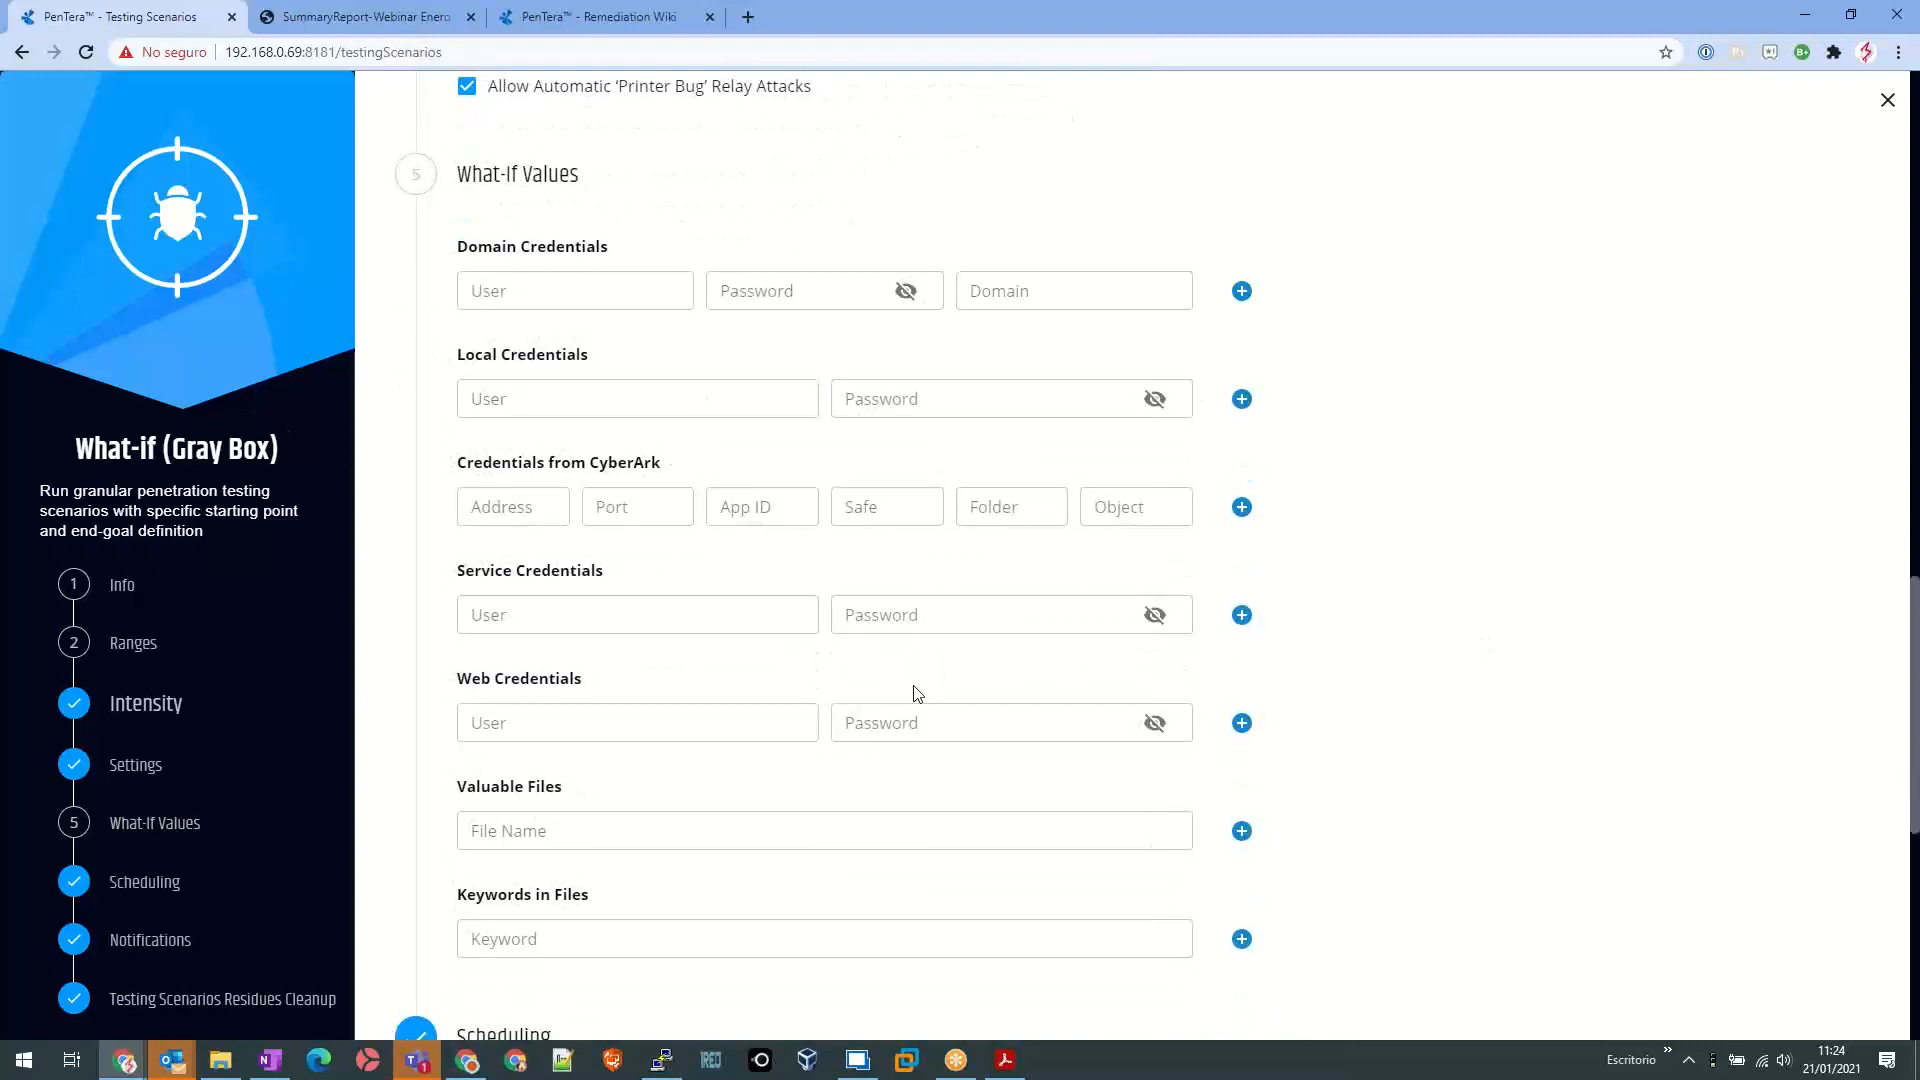 PenTera™ - Testing Scenarios
SummaryReport-Webinar Enero
PenTera™ - Remediation Wiki
No seguro
192.168.0.69:8181/testingScenarios
Allow Automatic ‘Printer Bug’ Relay Attacks
5
What-If Values
Domain Credentials
User
Password
Domain
Local Credentials
User
Password
Credentials from CyberArk
Address
Port
App ID
Safe
Folder
Object
Service Credentials
User
Password
Web Credentials
User
Password
Valuable Files
File Name
Keywords in Files
Keyword
Scheduling
What-if (Gray Box)
Run granular penetration testing
scenarios with specific starting point
and end-goal definition
1 Info
2 Ranges
Intensity
Settings
5 What-If Values
Scheduling
Notifications
Testing Scenarios Residues Cleanup
Escritorio
11:24
21/01/2021